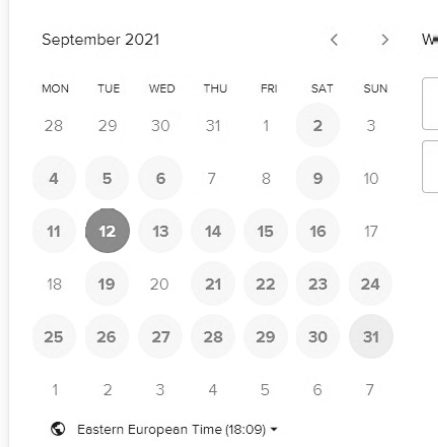 September 2021
MON TUE WED THU FRI SAT SUN
28 29 30 31 1 2 3
4 5 6 7 8 9 10
11 12 13 14 15 16 17
18 19 20 21 22 23 24
25 26 27 28 29 30 31
1 2 3 4 5 6 7
Eastern European Time (18:09)